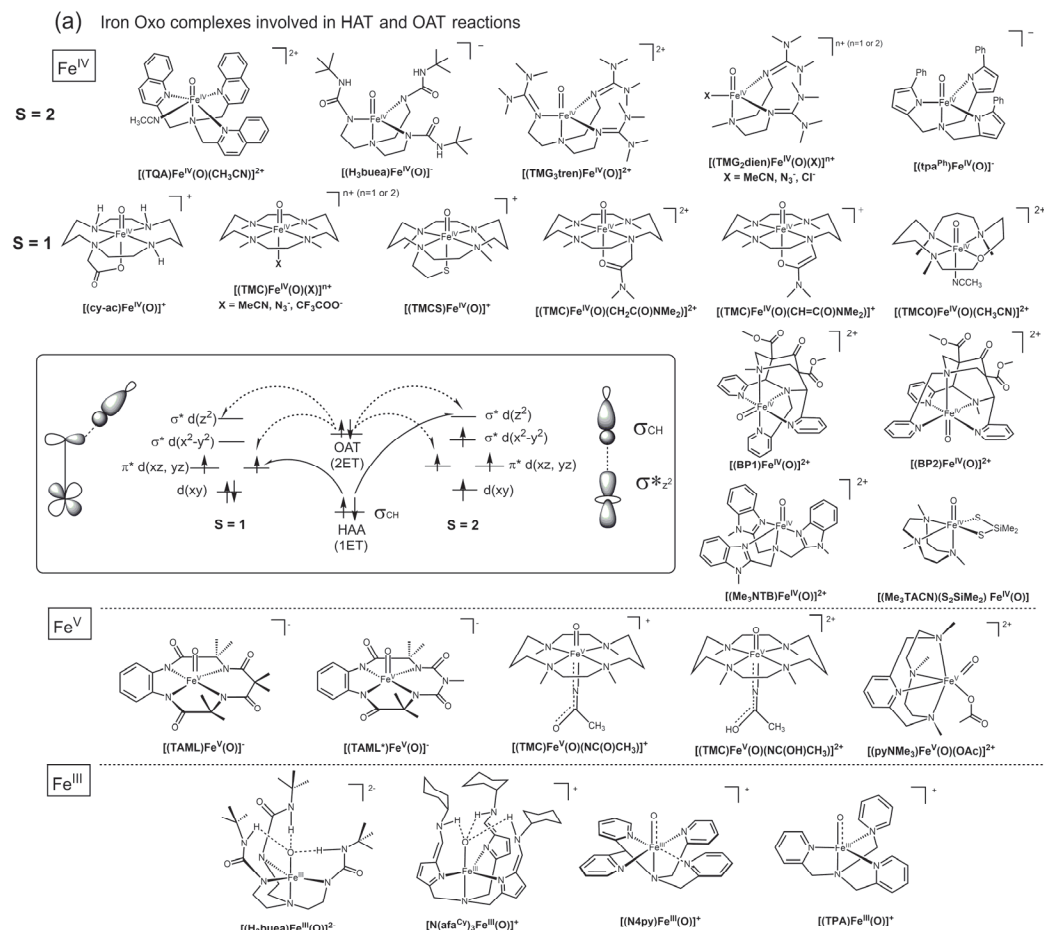 (a) Iron Oxo complexes involved in HAT and OAT reactions
Fe^IV
S = 2
[(TQA)Fe^IV(O)(CH3CN)]^2+
[(H3buea)Fe^IV(O)]^-
[(TMG3tren)Fe^IV(O)]^2+
[(TMG2dien)Fe^IV(O)(X)]^n+
X = MeCN, N3^-, Cl^-
n+ (n=1 or 2)
[(tpa^Ph)Fe^IV(O)]^-
S = 1
[(cy-ac)Fe^IV(O)]^+
n+ (n=1 or 2)
[(TMC)Fe^IV(O)(X)]^n+
X = MeCN, N3^-, CF3COO^-
[(TMCS)Fe^IV(O)]^+
[(TMC)Fe^IV(O)(CH2C(O)NMe2)]^2+
[(TMC)Fe^IV(O)(CH=C(O)NMe2)]^+
[(TMCO)Fe^IV(O)(CH3CN)]^2+
σ* d(z²)
σ* d(x²-y²)
π* d(xz, yz)
d(xy)
S = 1
OAT
(2ET)
HAA
(1ET)
σCH
σ* d(z²)
σ* d(x²-y²)
π* d(xz, yz)
d(xy)
S = 2
σCH
σ*z²
[(BP1)Fe^IV(O)]^2+
[(BP2)Fe^IV(O)]^2+
[(Me3NTB)Fe^IV(O)]^2+
[(Me3TACN)(S2SiMe2) Fe^IV(O)]
Fe^V
[(TAML)Fe^V(O)]^-
[(TAML*)Fe^V(O)]^-
[(TMC)Fe^V(O)(NC(O)CH3)]^+
[(TMC)Fe^V(O)(NC(OH)CH3)]^2+
[(pyNMe3)Fe^V(O)(OAc)]^2+
Fe^III
[(H3buea)Fe^III(O)]^2-
[N(afa^Cy)3Fe^III(O)]^+
[(N4py)Fe^III(O)]^+
[(TPA)Fe^III(O)]^+